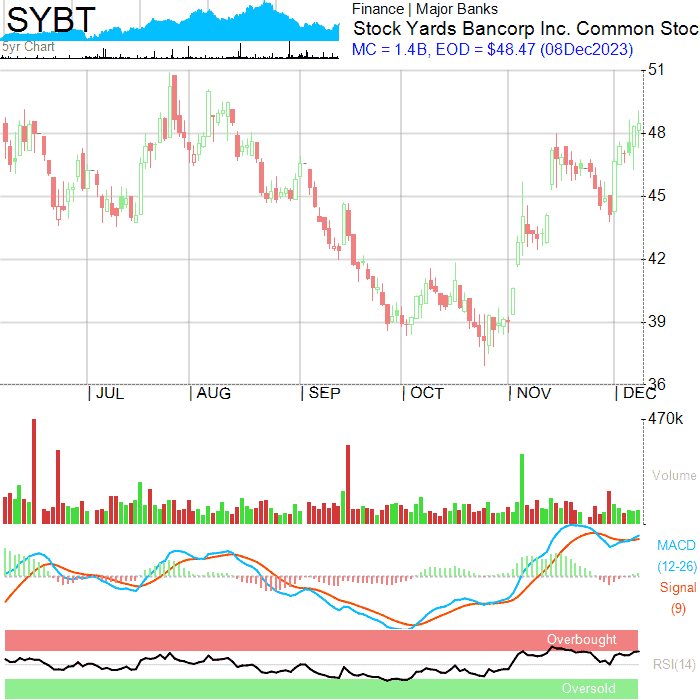 SYBT
Finance | Major Banks
Stock Yards Bancorp Inc. Common Stoc
5yr Chart
MC = 1.4B, EOD = $48.47 (08Dec2023)
51
48
45
42
39
36
| JUL | AUG | SEP | OCT | NOV | DEC
470k
Volume
MACD
(12-26)
Signal
(9)
Overbought
RSI(14)
Oversold